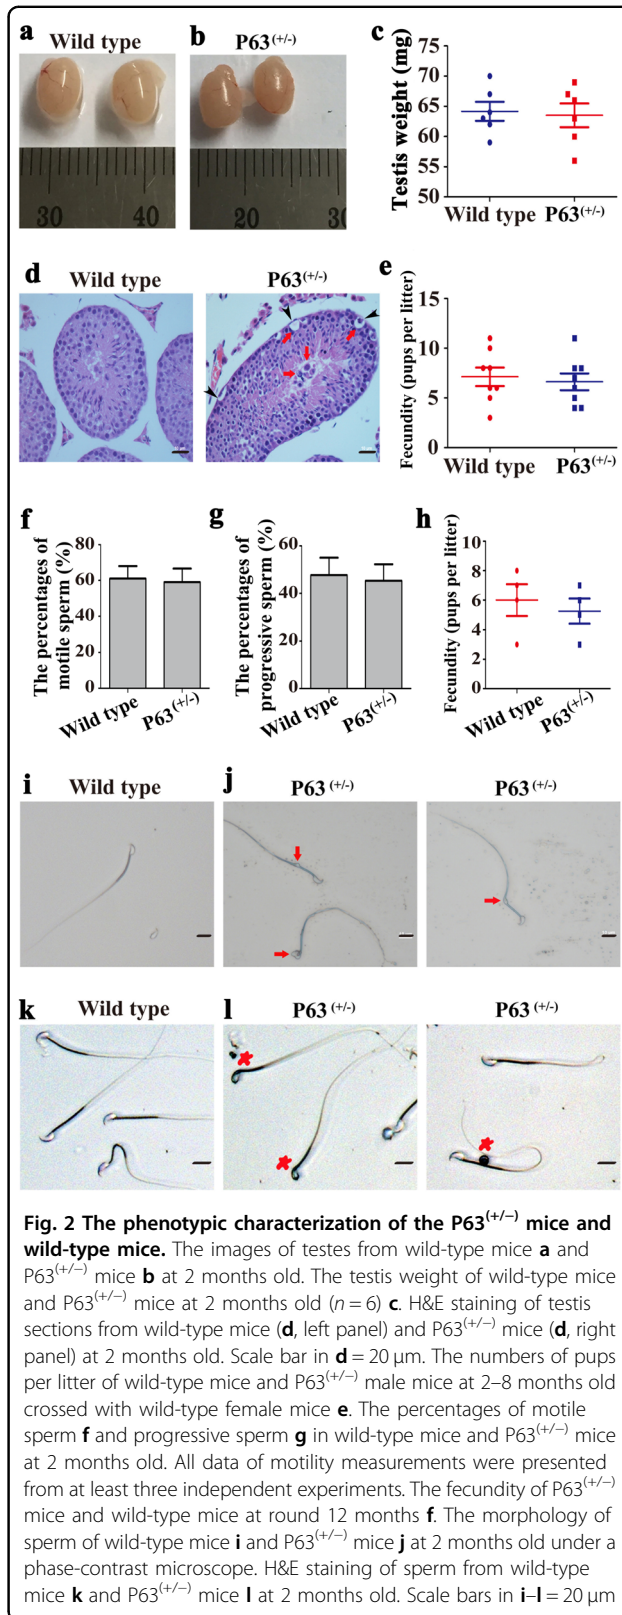 a Wild type
b P63(+/-)
30 40
20 30
c
Testis weight (mg)
75
70
65
60
55
50
Wild type P63(+/-)
d Wild type P63(+/-)
e
Fecundity (pups per litter)
15
10
5
0
Wild type P63(+/-)
f
The percentages of
motile sperm (%)
80
60
40
20
0
Wild type P63(+/-)
g
The percentages of
progressive sperm (%)
60
40
20
0
Wild type P63(+/-)
h
Fecundity (pups per litter)
10
8
6
4
2
0
Wild type P63(+/-)
i Wild type
j P63(+/-) P63(+/-)
k Wild type
l P63(+/-) P63(+/-)
Fig. 2 The phenotypic characterization of the P63(+/−) mice and
wild-type mice. The images of testes from wild-type mice a and
P63(+/−) mice b at 2 months old. The testis weight of wild-type mice
and P63(+/−) mice at 2 months old (n = 6) c. H&E staining of testis
sections from wild-type mice (d, left panel) and P63(+/−) mice (d, right
panel) at 2 months old. Scale bar in d = 20 μm. The numbers of pups
per litter of wild-type mice and P63(+/−) male mice at 2–8 months old
crossed with wild-type female mice e. The percentages of motile
sperm f and progressive sperm g in wild-type mice and P63(+/−) mice
at 2 months old. All data of motility measurements were presented
from at least three independent experiments. The fecundity of P63(+/−)
mice and wild-type mice at round 12 months f. The morphology of
sperm of wild-type mice i and P63(+/−) mice j at 2 months old under a
phase-contrast microscope. H&E staining of sperm from wild-type
mice k and P63(+/−) mice l at 2 months old. Scale bars in i–l = 20 μm